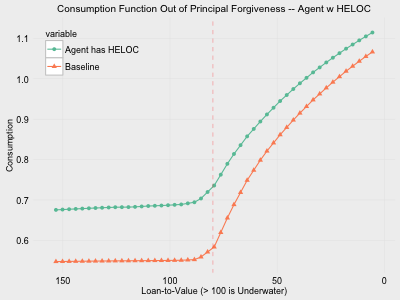 Consumption Function Out of Principal Forgiveness -- Agent w HELOC
variable
Agent has HELOC
Baseline
1.1
1.0
0.9
0.8
0.7
0.6
Consumption
150
100
50
0
Loan-to-Value (> 100 is Underwater)